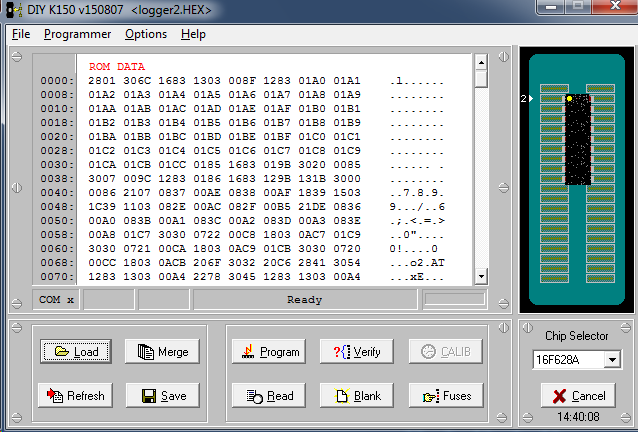 DIY K150 v150807 <logger2.HEX>
File Programmer Options Help
ROM DATA
0000: 2801 306C 1683 1303 008F 1283 01A0 01A1 .l......
0008: 01A2 01A3 01A4 01A5 01A6 01A7 01A8 01A9 ........
0010: 01AA 01AB 01AC 01AD 01AE 01AF 01B0 01B1 ........
0018: 01B2 01B3 01B4 01B5 01B6 01B7 01B8 01B9 ........
0020: 01BA 01BB 01BC 01BD 01BE 01BF 01C0 01C1 ........
0028: 01C2 01C3 01C4 01C5 01C6 01C7 01C8 01C9 ........
0030: 01CA 01CB 01CC 0185 1683 019B 3020 0085 ........
0038: 3007 009C 1283 0186 1683 129B 131B 3000 ........
0040: 0086 2107 0837 00AE 0838 00AF 1839 1503 ..7.8.9.
0048: 1C39 1103 082E 00AC 082F 00B5 21DE 0836 9.../..6
0050: 00A0 083B 00A1 083C 00A2 083D 00A3 083E .;.<.=.>
0058: 00A8 01C7 3030 0722 00C8 1803 0AC7 01C9 ..0"....
0060: 3030 0721 00CA 1803 0AC9 01CB 3030 0720 0!....0
0068: 00CC 1803 0ACB 206F 3032 20C6 2841 3054 ...o2.AT
0070: 1283 1303 00A4 2278 3045 1283 1303 00A4 ...xE...
COM x
Ready
2
Load Merge Program Verify CALIB
Refresh Save Read Blank Fuses
Chip Selector
16F628A
Cancel
14:40:08